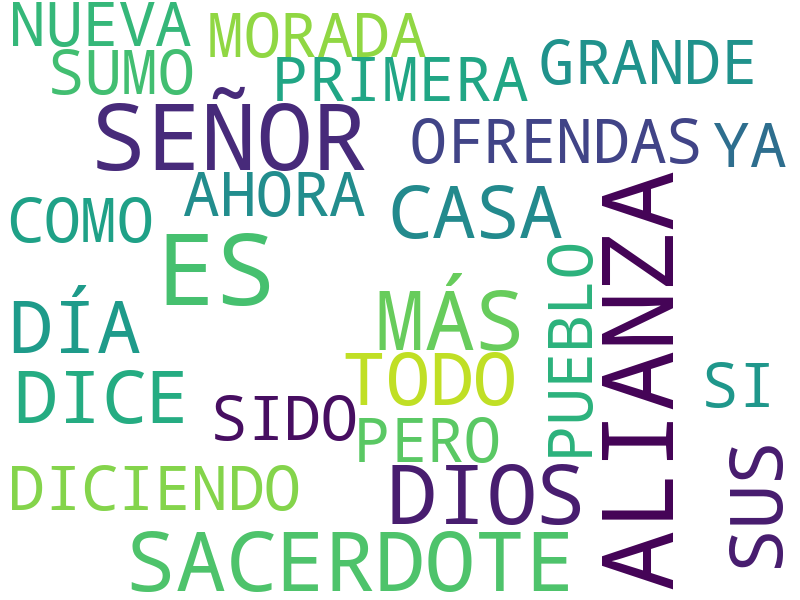 NUEVA
MORADA
SUMO
PRIMERA
GRANDE
SEÑOR
OFRENDAS
YA
AHORA
CASA
COMO
ES
ALIANZA
PUEBLO
DÍA
MÁS
TODO
DICE
SI
SIDO
PERO
DICIENDO
DIOS
SUS
SACERDOTE